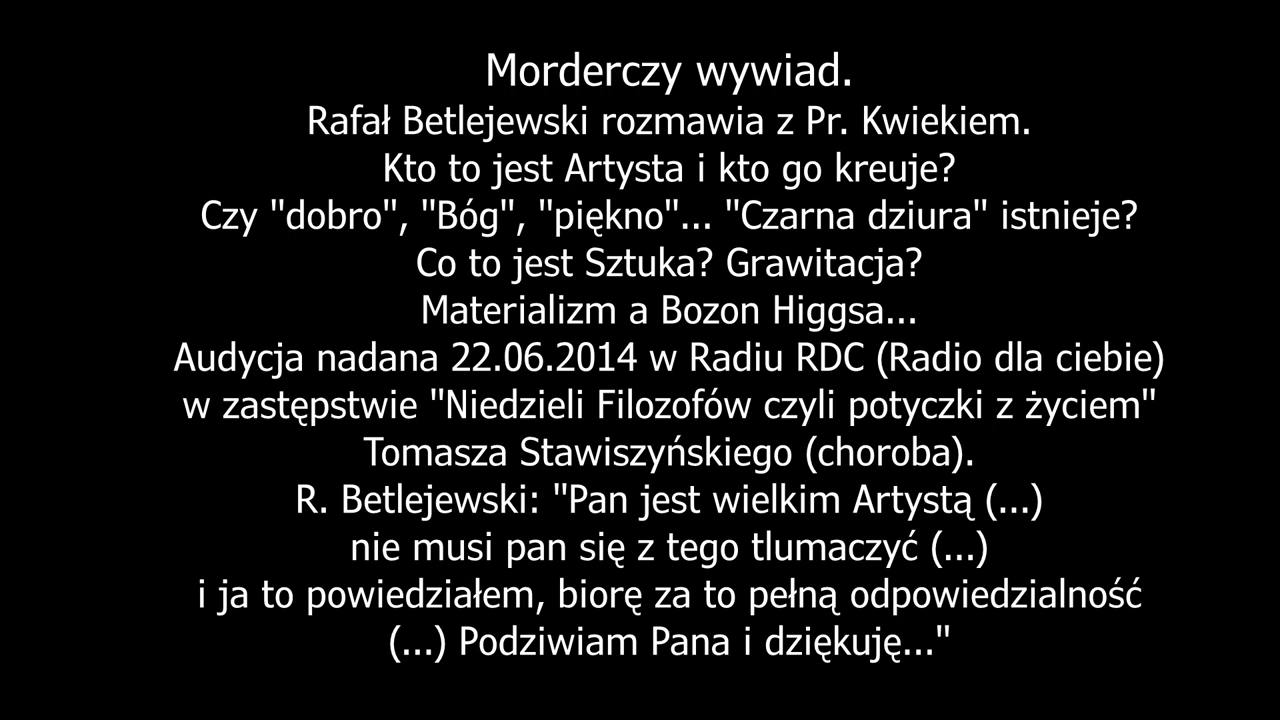 Morderczy wywiad.
Rafał Betlejewski rozmawia z Pr. Kwiekiem.
Kto to jest Artysta i kto go kreuje?
Czy "dobro", "Bóg", "piękno"... "Czarna dziura" istnieje?
Co to jest Sztuka? Grawitacja?
Materializm a Bozon Higgsa...
Audycja nadana 22.06.2014 w Radiu RDC (Radio dla ciebie)
w zastępstwie "Niedzieli Filozofów czyli potyczki z życiem"
Tomasza Stawiszyńskiego (choroba).
R. Betlejewski: "Pan jest wielkim Artystą (...)
nie musi pan się z tego tlumaczyć (...)
i ja to powiedziałem, biorę za to pełną odpowiedzialność
(...) Podziwiam Pana i dziękuję..."